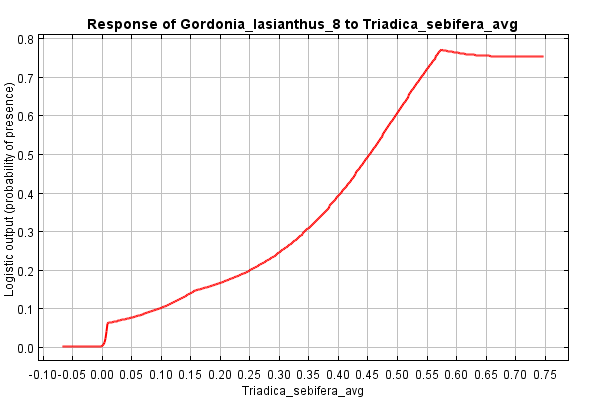 Response of Gordonia_lasianthus_8 to Triadica_sebifera_avg
Logistic output (probability of presence)
0.8
0.7
0.6
0.5
0.4
0.3
0.2
0.1
0.0
-0.10 -0.05 0.00 0.05 0.10 0.15 0.20 0.25 0.30 0.35 0.40 0.45 0.50 0.55 0.60 0.65 0.70 0.75
Triadica_sebifera_avg